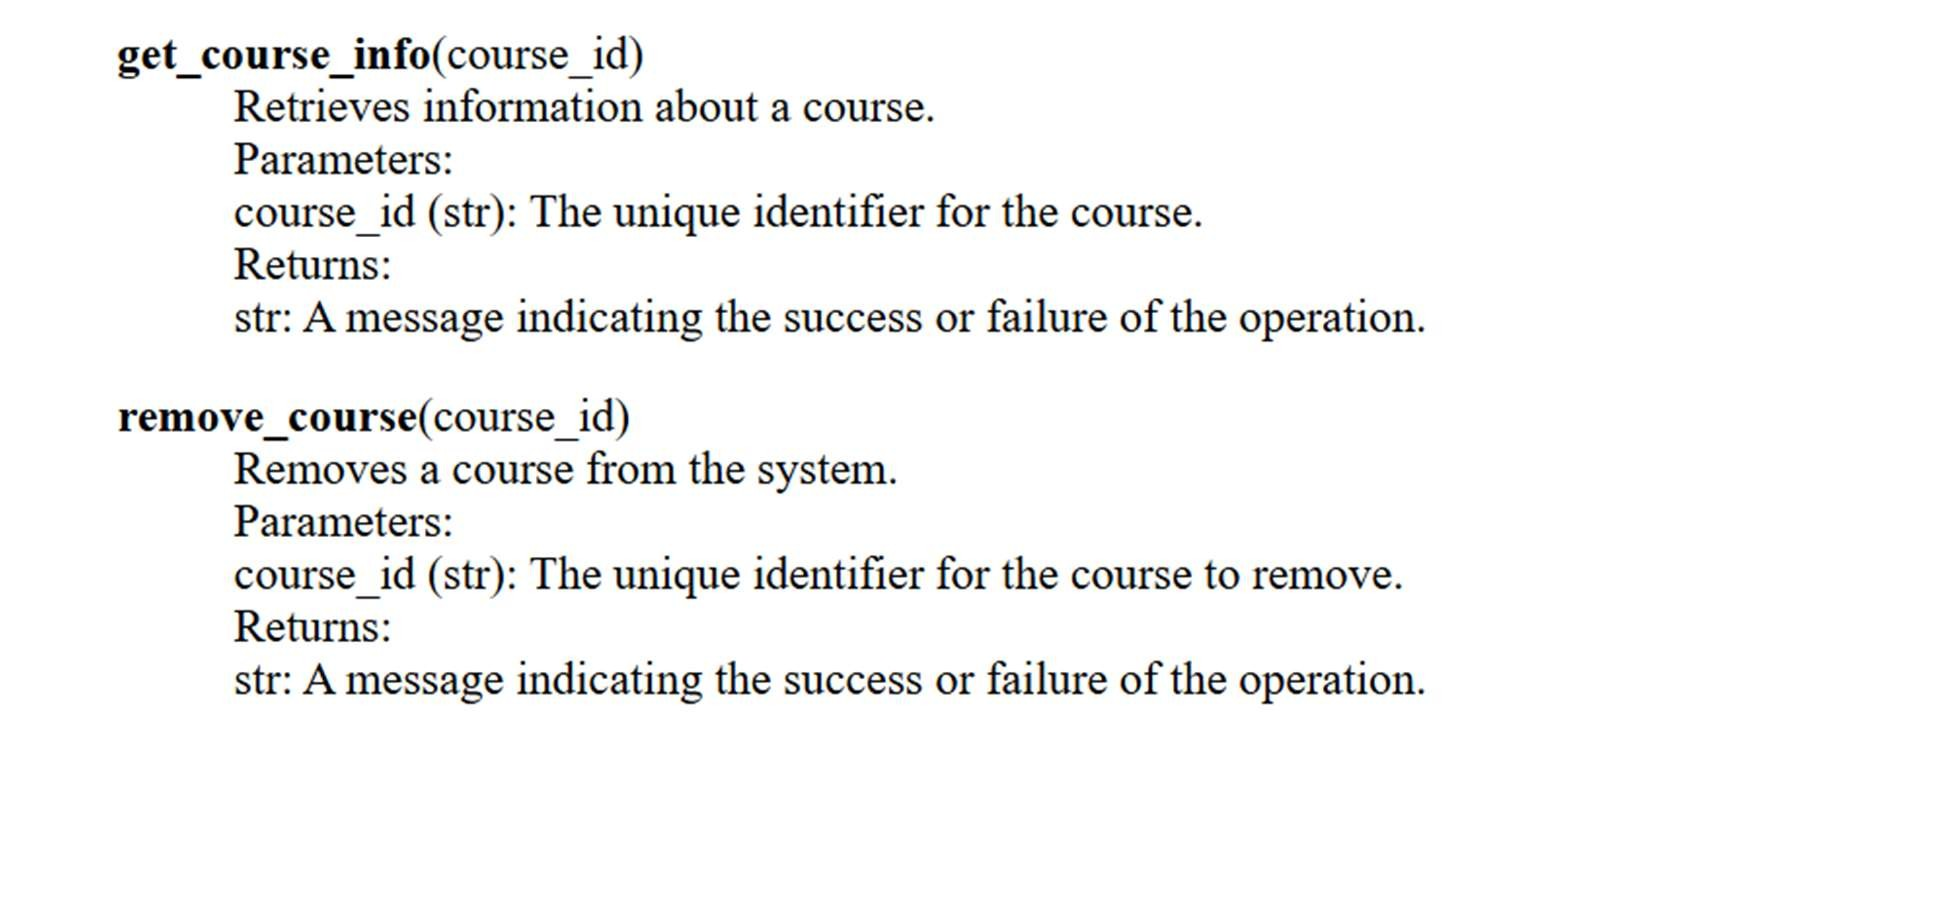 get_course_info(course_id)
Retrieves information about a course.
Parameters:
course_id (str): The unique identifier for the course.
Returns:
str: A message indicating the success or failure of the operation.
remove_course(course_id)
Removes a course from the system.
Parameters:
course_id (str): The unique identifier for the course to remove.
Returns:
str: A message indicating the success or failure of the operation.